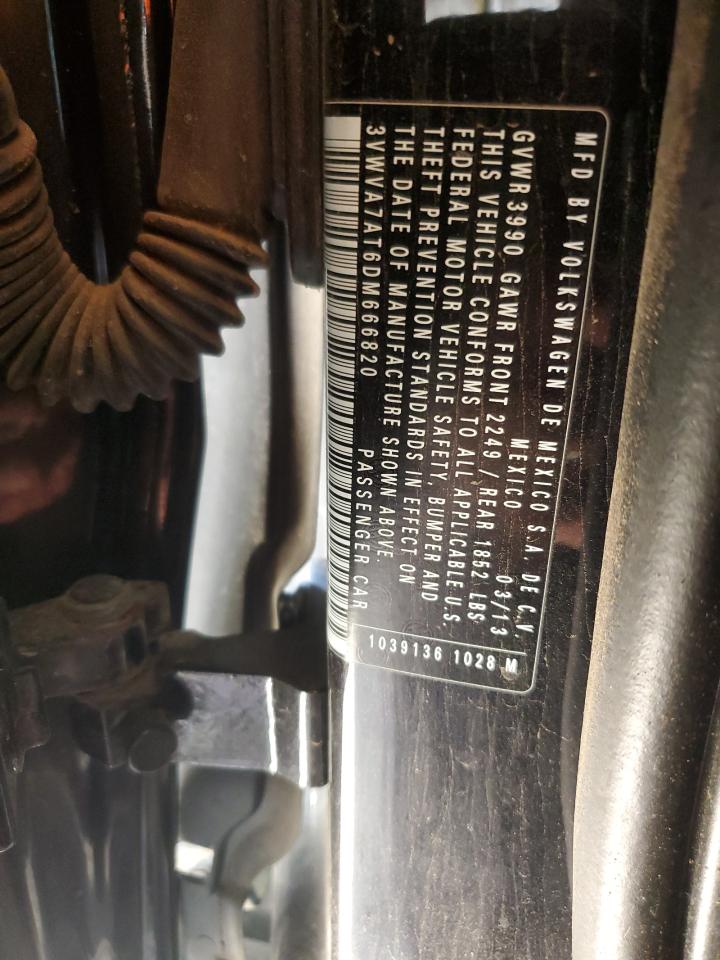 MFD BY VOLKSWAGEN DE MEXICO S.A. DE C.V
MEXICO 03/13
GVWR 3990 GAWR FRONT 2249 / REAR 1852 LBS
THIS VEHICLE CONFORMS TO ALL APPLICABLE U.S.
FEDERAL MOTOR VEHICLE SAFETY, BUMPER AND
THEFT PREVENTION STANDARDS IN EFFECT ON
THE DATE OF MANUFACTURE SHOWN ABOVE.
3VWVA7AT6DM666820 PASSENGER CAR
1039136 1028 M